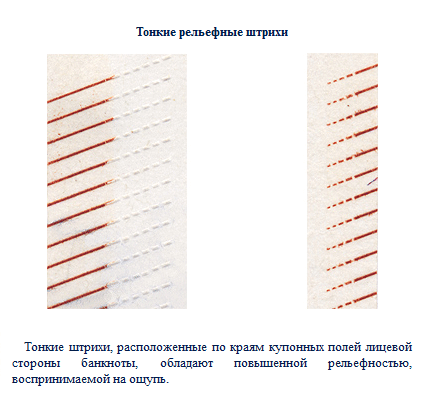 Тонкие рельефные штрихи
Тонкие штрихи, расположенные по краям купонных полей лицевой
стороны банкноты, обладают повышенной рельефностью,
воспринимаемой на ощупь.